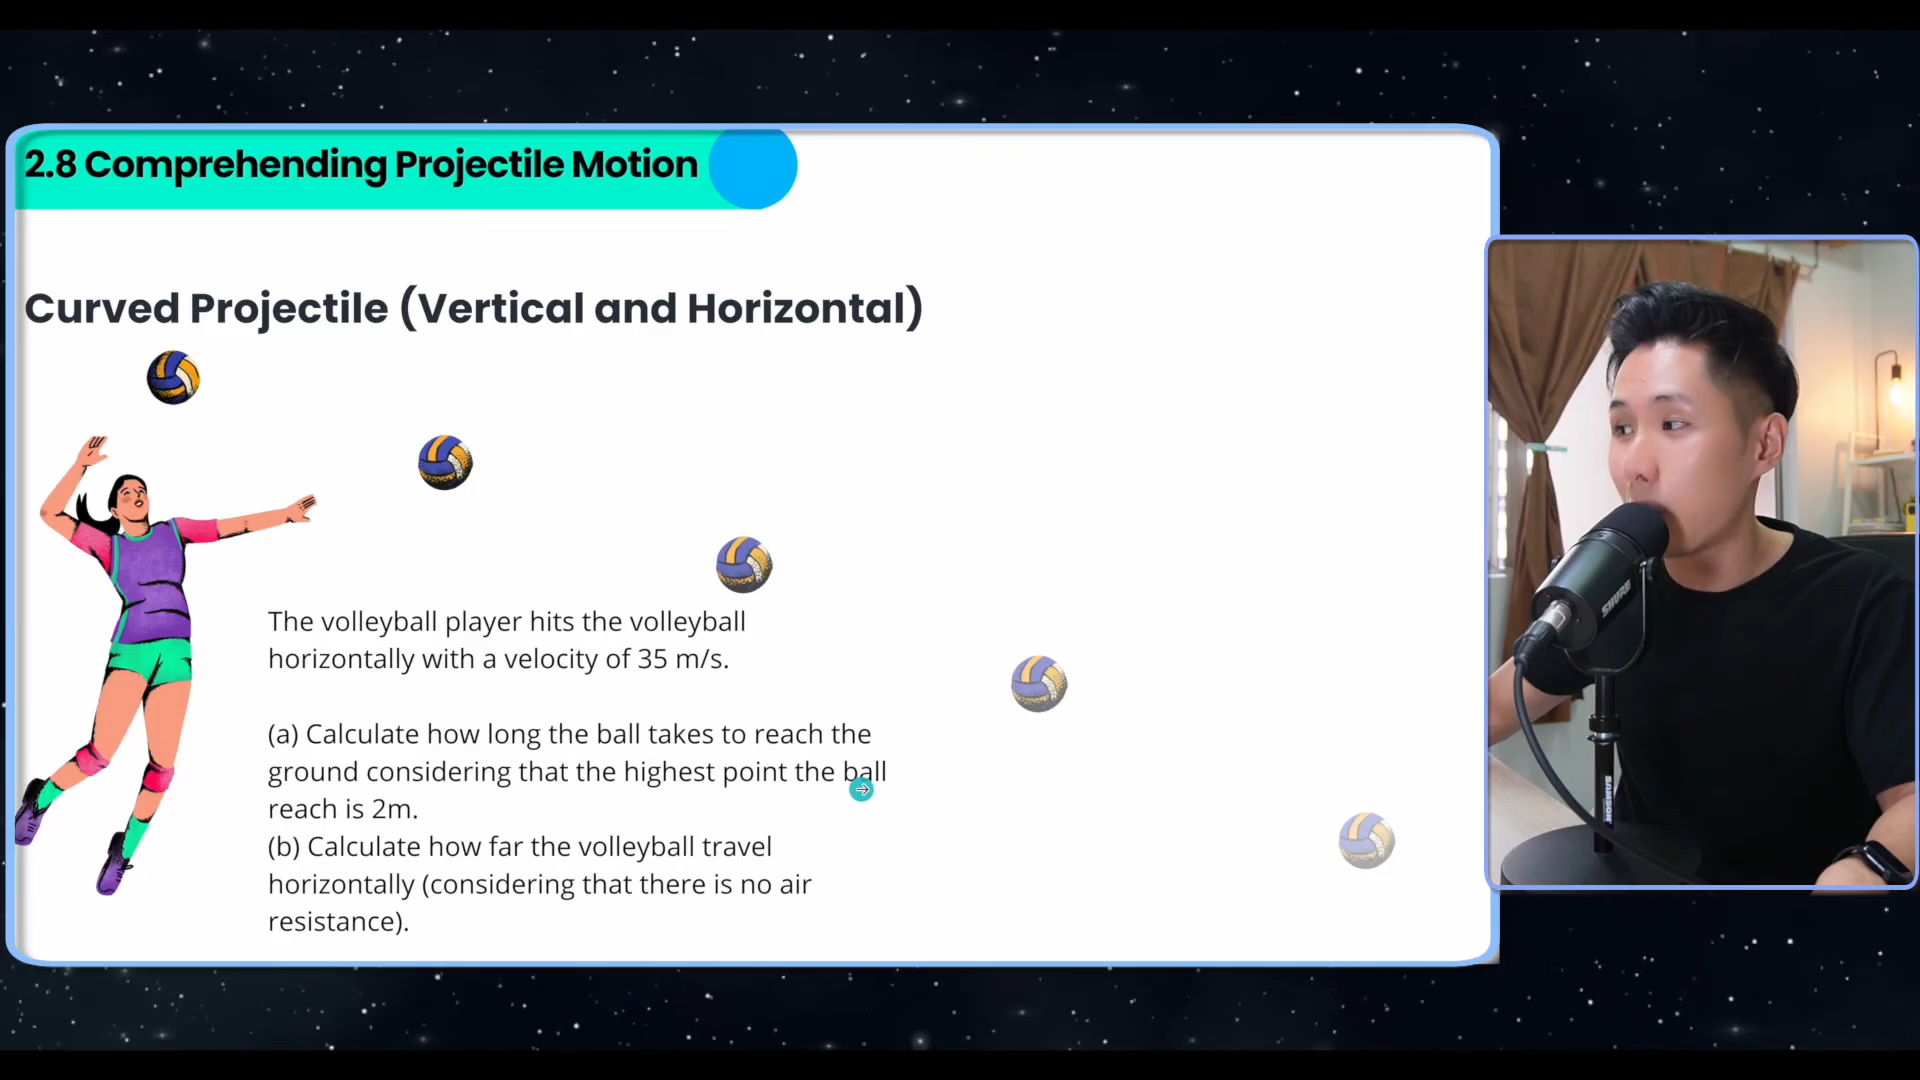 2.8 Comprehending Projectile Motion
Curved Projectile (Vertical and Horizontal)
The volleyball player hits the volleyball
horizontally with a velocity of 35 m/s.
(a) Calculate how long the ball takes to reach the
ground considering that the highest point the ball
reach is 2m.
(b) Calculate how far the volleyball travel
horizontally (considering that there is no air
resistance).
SHURE
SAMSON